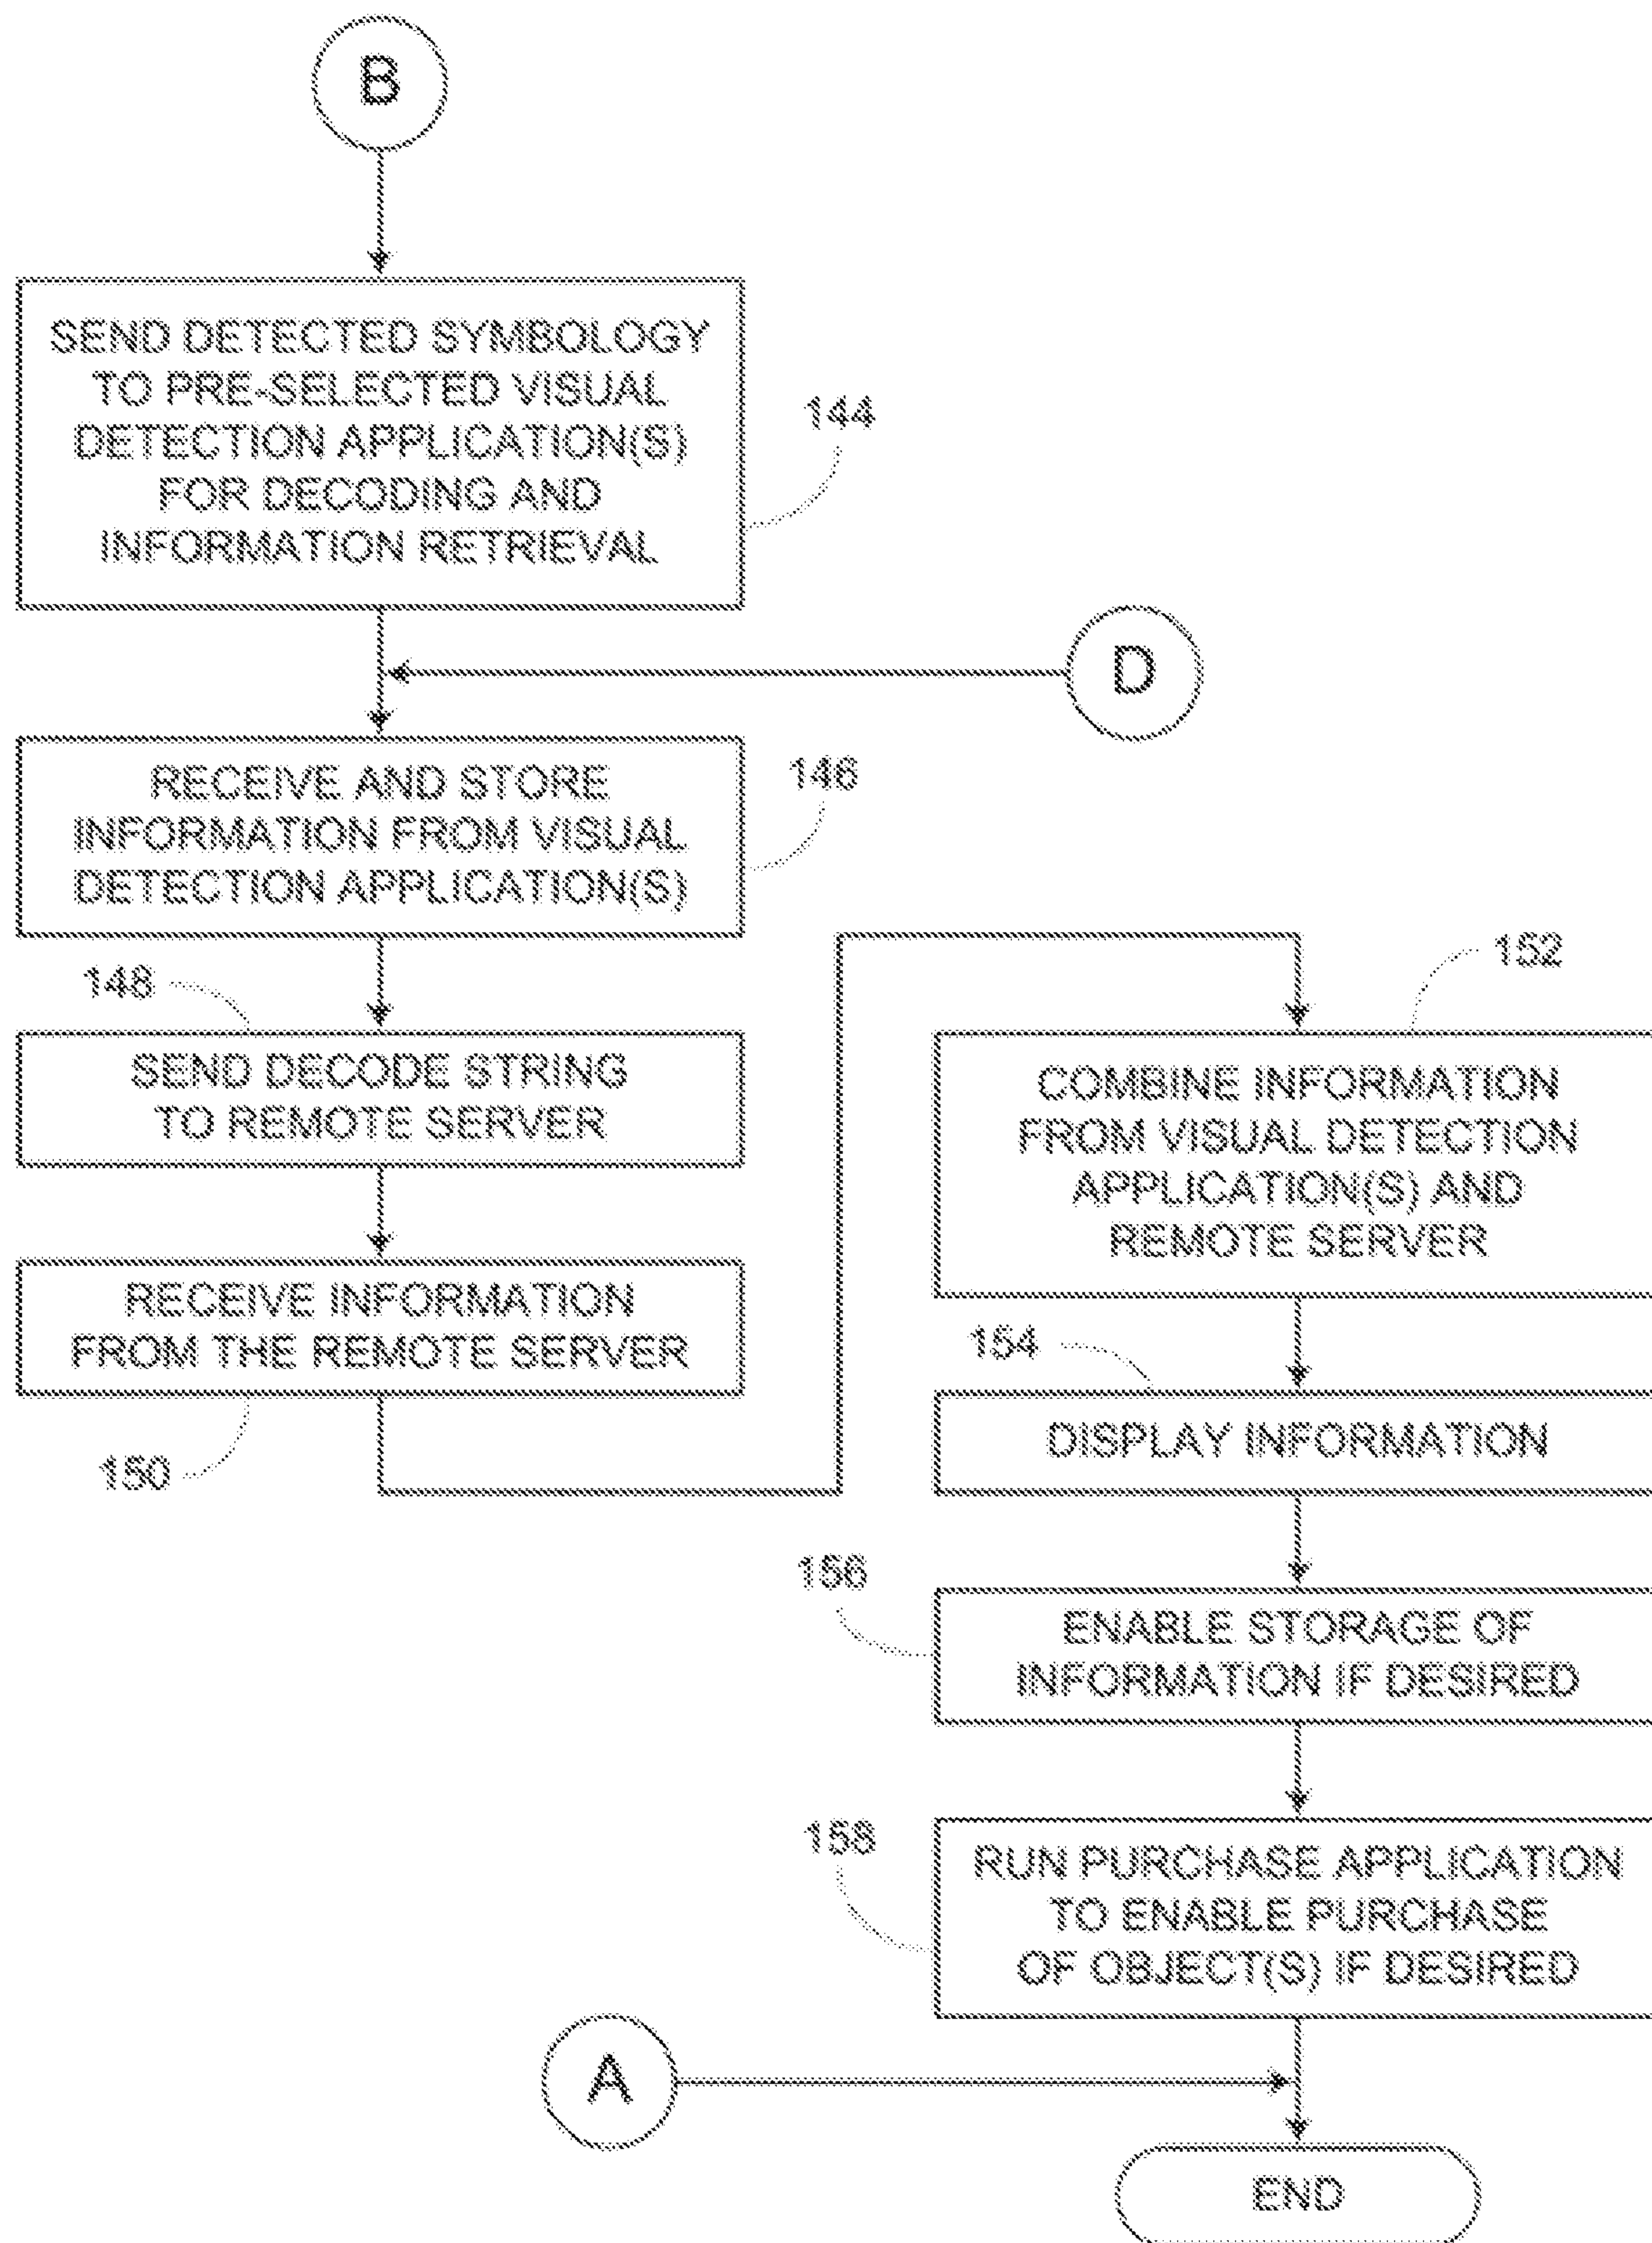 B
SEND DETECTED SYMBOLOGY
TO PRE-SELECTED VISUAL
DETECTION APPLICATION(S)
FOR DECODING AND
INFORMATION RETRIEVAL
144
D
RECEIVE AND STORE
INFORMATION FROM VISUAL
DETECTION APPLICATION(S)
146
148
SEND DECODE STRING
TO REMOTE SERVER
RECEIVE INFORMATION
FROM THE REMOTE SERVER
150
152
COMBINE INFORMATION
FROM VISUAL DETECTION
APPLICATION(S) AND
REMOTE SERVER
154
DISPLAY INFORMATION
156
ENABLE STORAGE OF
INFORMATION IF DESIRED
158
RUN PURCHASE APPLICATION
TO ENABLE PURCHASE
OF OBJECT(S) IF DESIRED
A
END